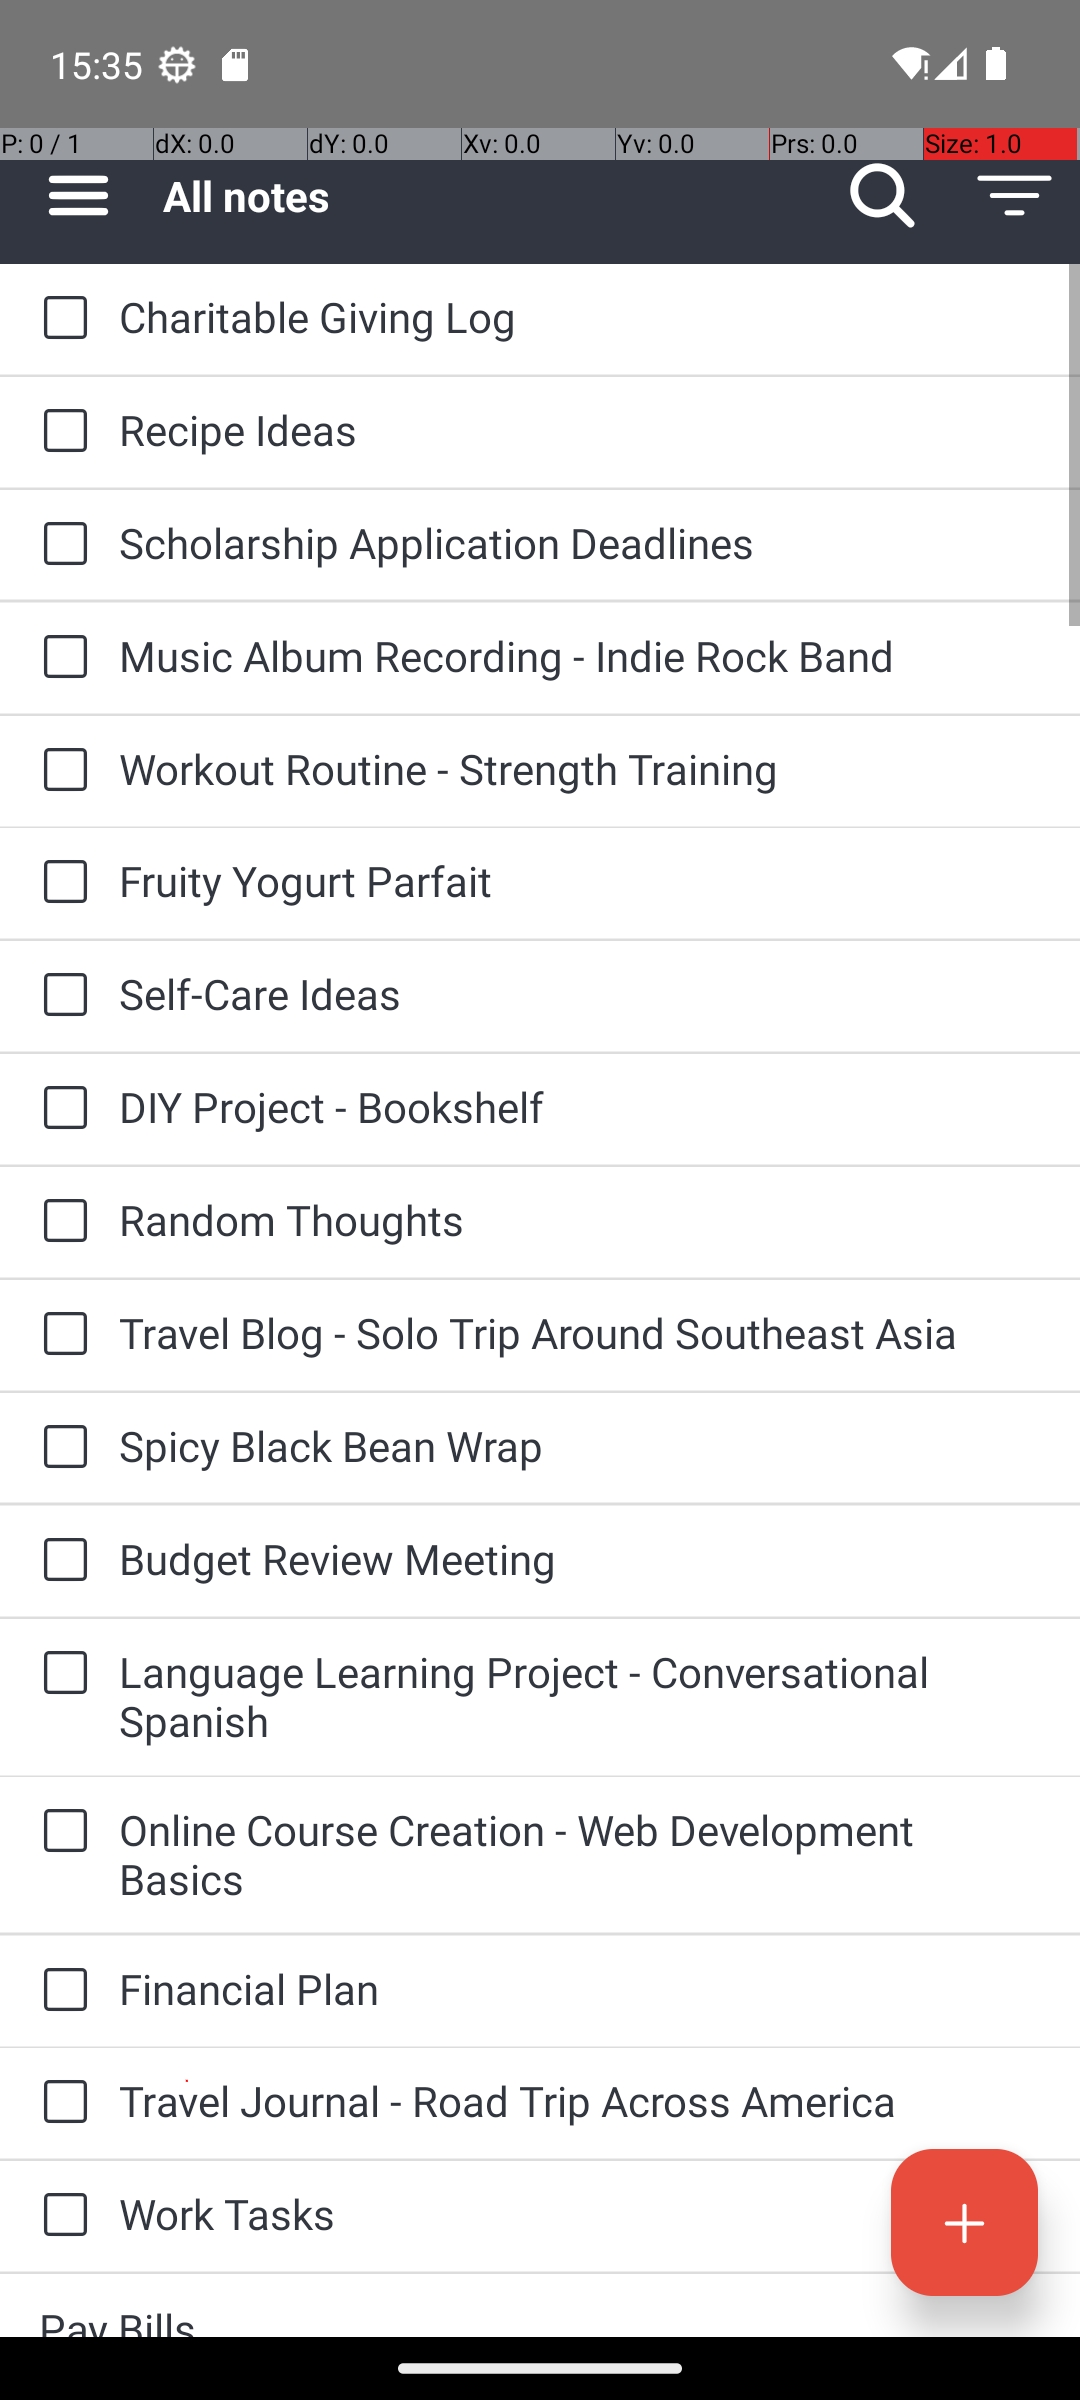 15:35
P: 0 / 1 dX: 0.0 dY: 0.0 Xv: 0.0 Yv: 0.0 Prs: 0.0 Size: 1.0
All notes
Charitable Giving Log
Recipe Ideas
Scholarship Application Deadlines
Music Album Recording - Indie Rock Band
Workout Routine - Strength Training
Fruity Yogurt Parfait
Self-Care Ideas
DIY Project - Bookshelf
Random Thoughts
Travel Blog - Solo Trip Around Southeast Asia
Spicy Black Bean Wrap
Budget Review Meeting
Language Learning Project - Conversational
Spanish
Online Course Creation - Web Development
Basics
Financial Plan
Travel Journal - Road Trip Across America
Work Tasks
Pay Bills